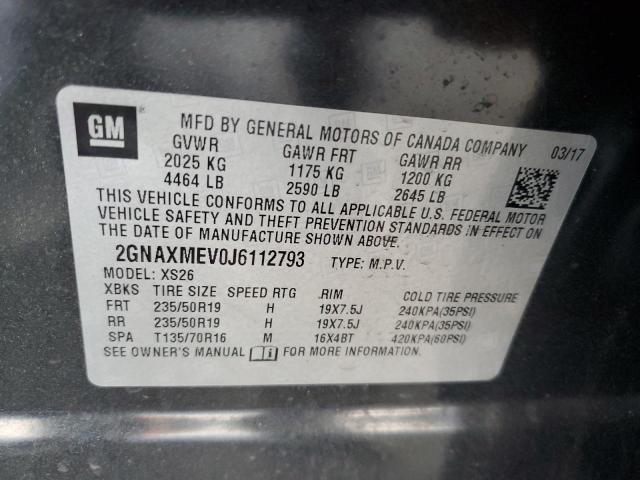 GM
MFD BY GENERAL MOTORS OF CANADA COMPANY 03/17
GVWR GAWR FRT GAWR RR
2025 KG 1175 KG 1200 KG
4464 LB 2590 LB 2645 LB
THIS VEHICLE CONFORMS TO ALL APPLICABLE U.S. FEDERAL MOTOR
VEHICLE SAFETY AND THEFT PREVENTION STANDARDS IN EFFECT ON
THE DATE OF MANUFACTURE SHOWN ABOVE.
2GNAXMEV0J6112793 TYPE: M.P.V.
MODEL: XS26
XBKS TIRE SIZE SPEED RTG .RIM COLD TIRE PRESSURE
FRT 235/50R19 H 19X7.5J 240KPA(35PSI)
RR 235/50R19 H 19X7.5J 240KPA(35PSI)
SPA T135/70R16 M 16X4BT 420KPA(60PSI)
SEE OWNER'S MANUAL FOR MORE INFORMATION.